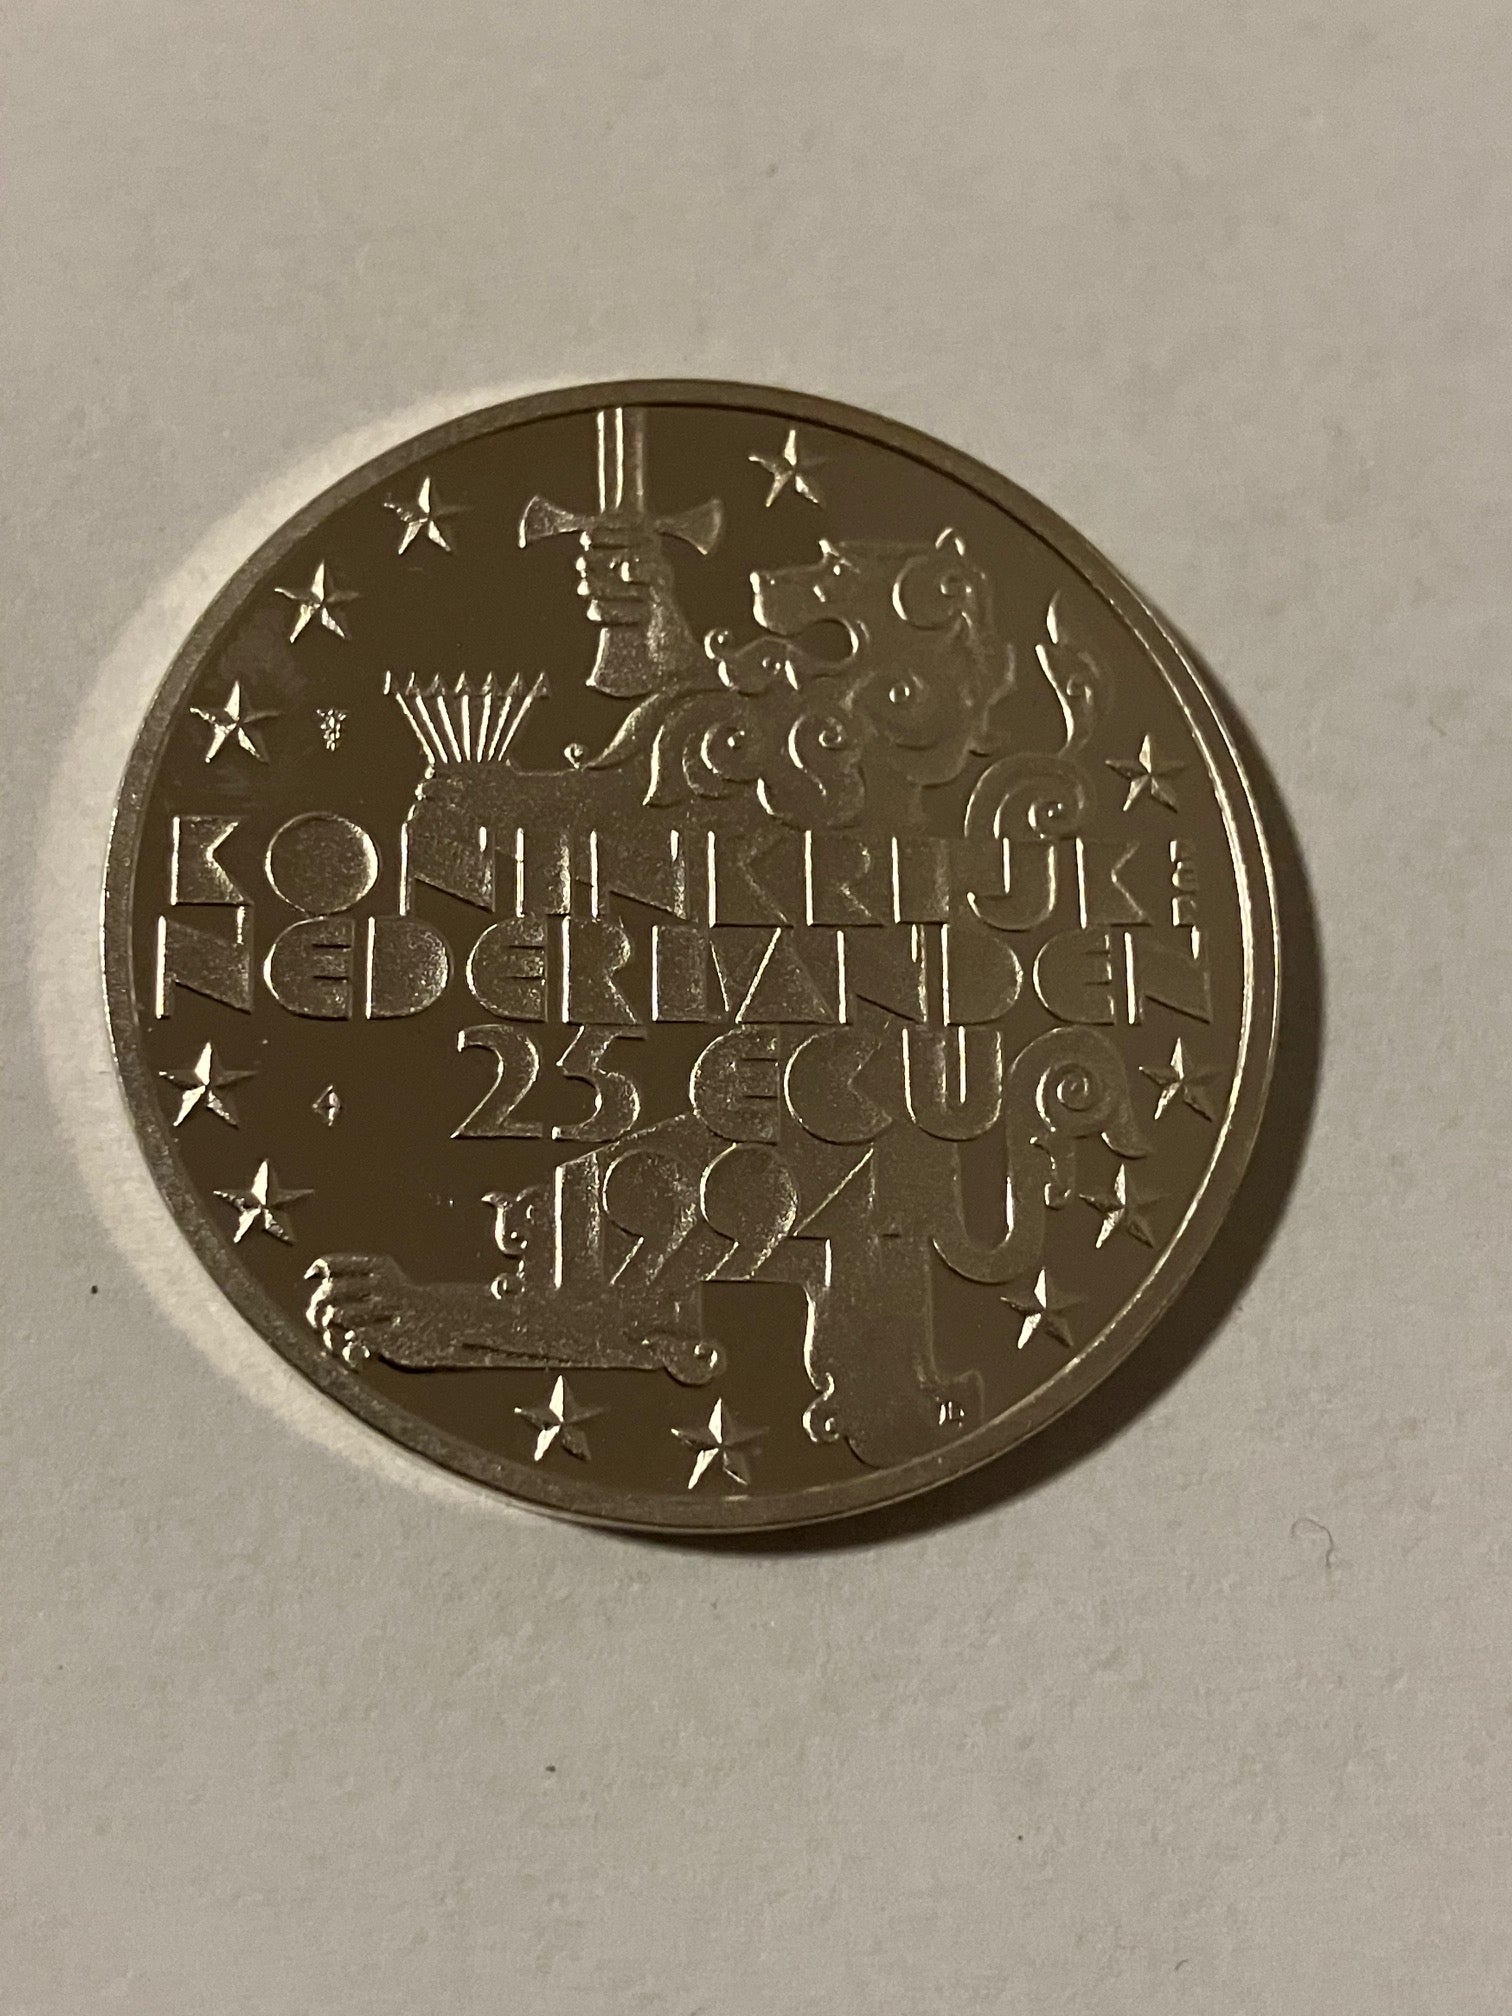 KONINKRIJK
NEDERLANDEN
25 ECU
1994